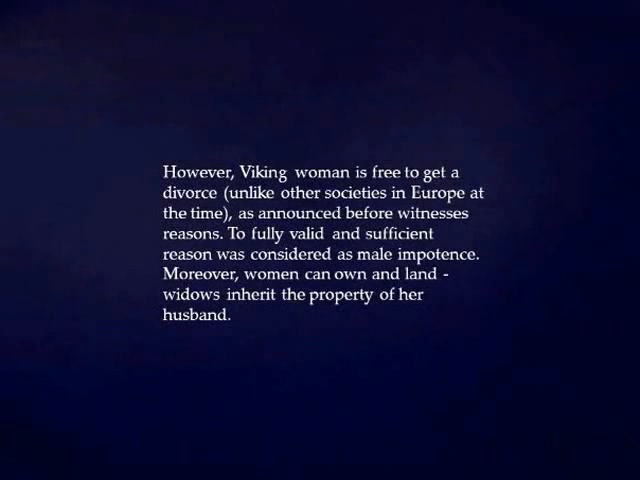 However, Viking woman is free to get a
divorce (unlike other societies in Europe at
the time), as announced before witnesses
reasons. To fully valid and sufficient
reason was considered as male impotence.
Moreover, women can own and land -
widows inherit the property of her
husband.